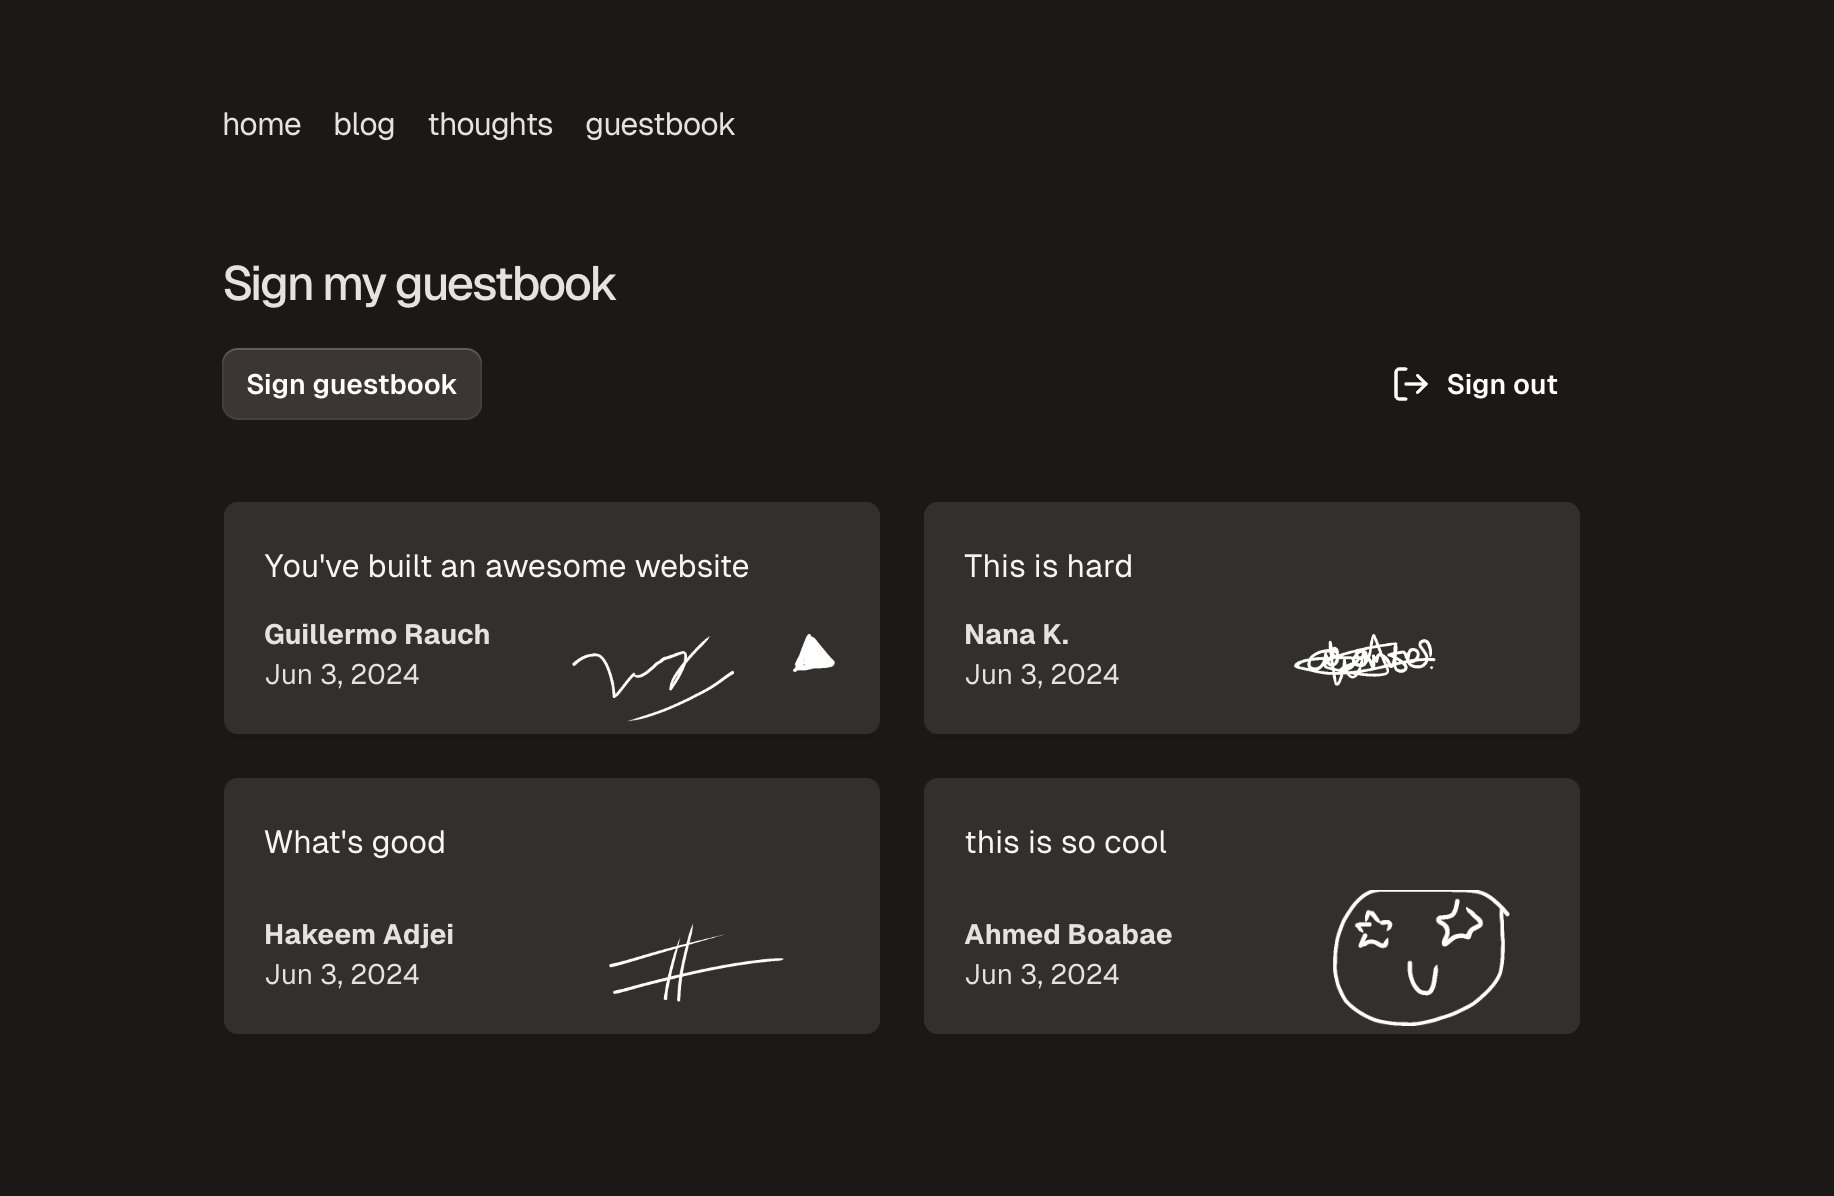 home blog thoughts guestbook
Sign my guestbook
Sign guestbook
Sign out
You've built an awesome website
Guillermo Rauch
Jun 3, 2024
This is hard
Nana K.
Jun 3, 2024
What's good
Hakeem Adjei
Jun 3, 2024
this is so cool
Ahmed Boabae
Jun 3, 2024